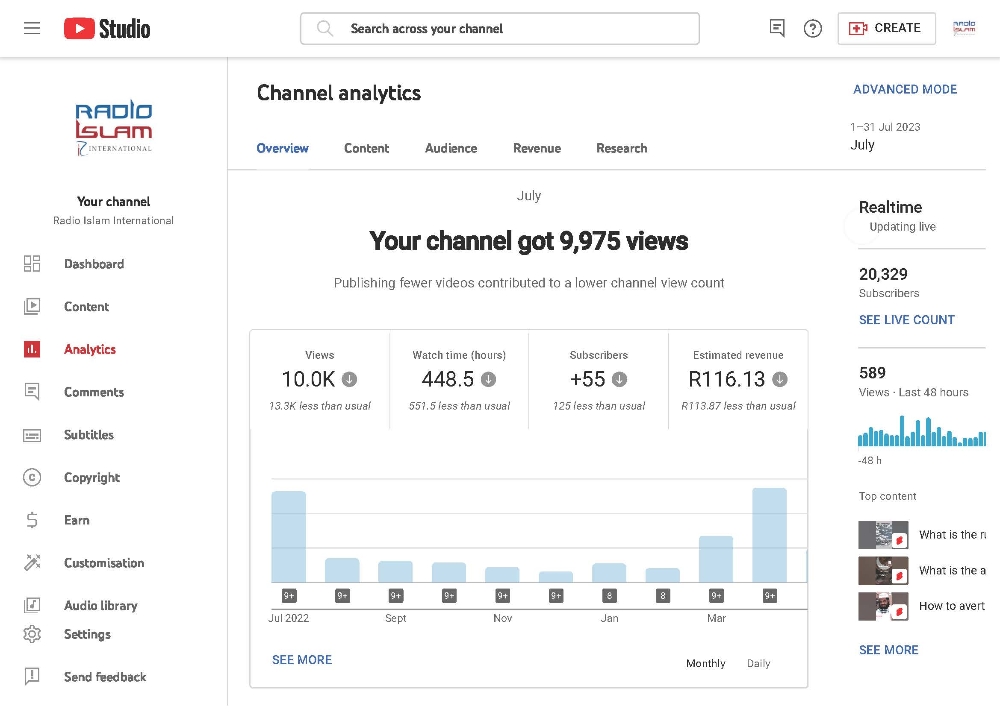 Studio
Search across your channel
CREATE
RADIO
ISLAM
RADIO
ISLAM
INTERNATIONAL
Your channel
Radio Islam International
Dashboard
Content
Analytics
Comments
Subtitles
Copyright
Earn
Customisation
Audio library
Settings
Send feedback
Channel analytics
ADVANCED MODE
Overview Content Audience Revenue Research
1–31 Jul 2023
July
July
Your channel got 9,975 views
Publishing fewer videos contributed to a lower channel view count
Views
10.0K
13.3K less than usual
Watch time (hours)
448.5
551.5 less than usual
Subscribers
+55
125 less than usual
Estimated revenue
R116.13
R113.87 less than usual
9+ 9+ 9+ 9+ 9+ 9+ 8 8 9+ 9+
Jul 2022 Sept Nov Jan Mar
SEE MORE
Monthly Daily
Realtime
Updating live
20,329
Subscribers
SEE LIVE COUNT
589
Views · Last 48 hours
-48 h
Top content
What is the
What is the a
How to avert
SEE MORE